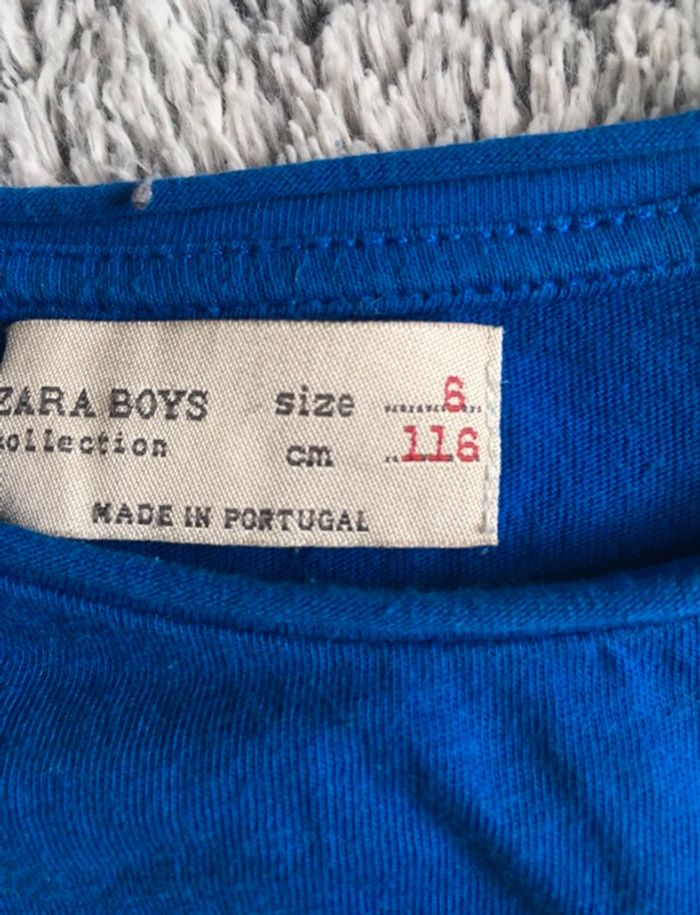 ZARA BOYS size 6
collection cm 116
MADE IN PORTUGAL